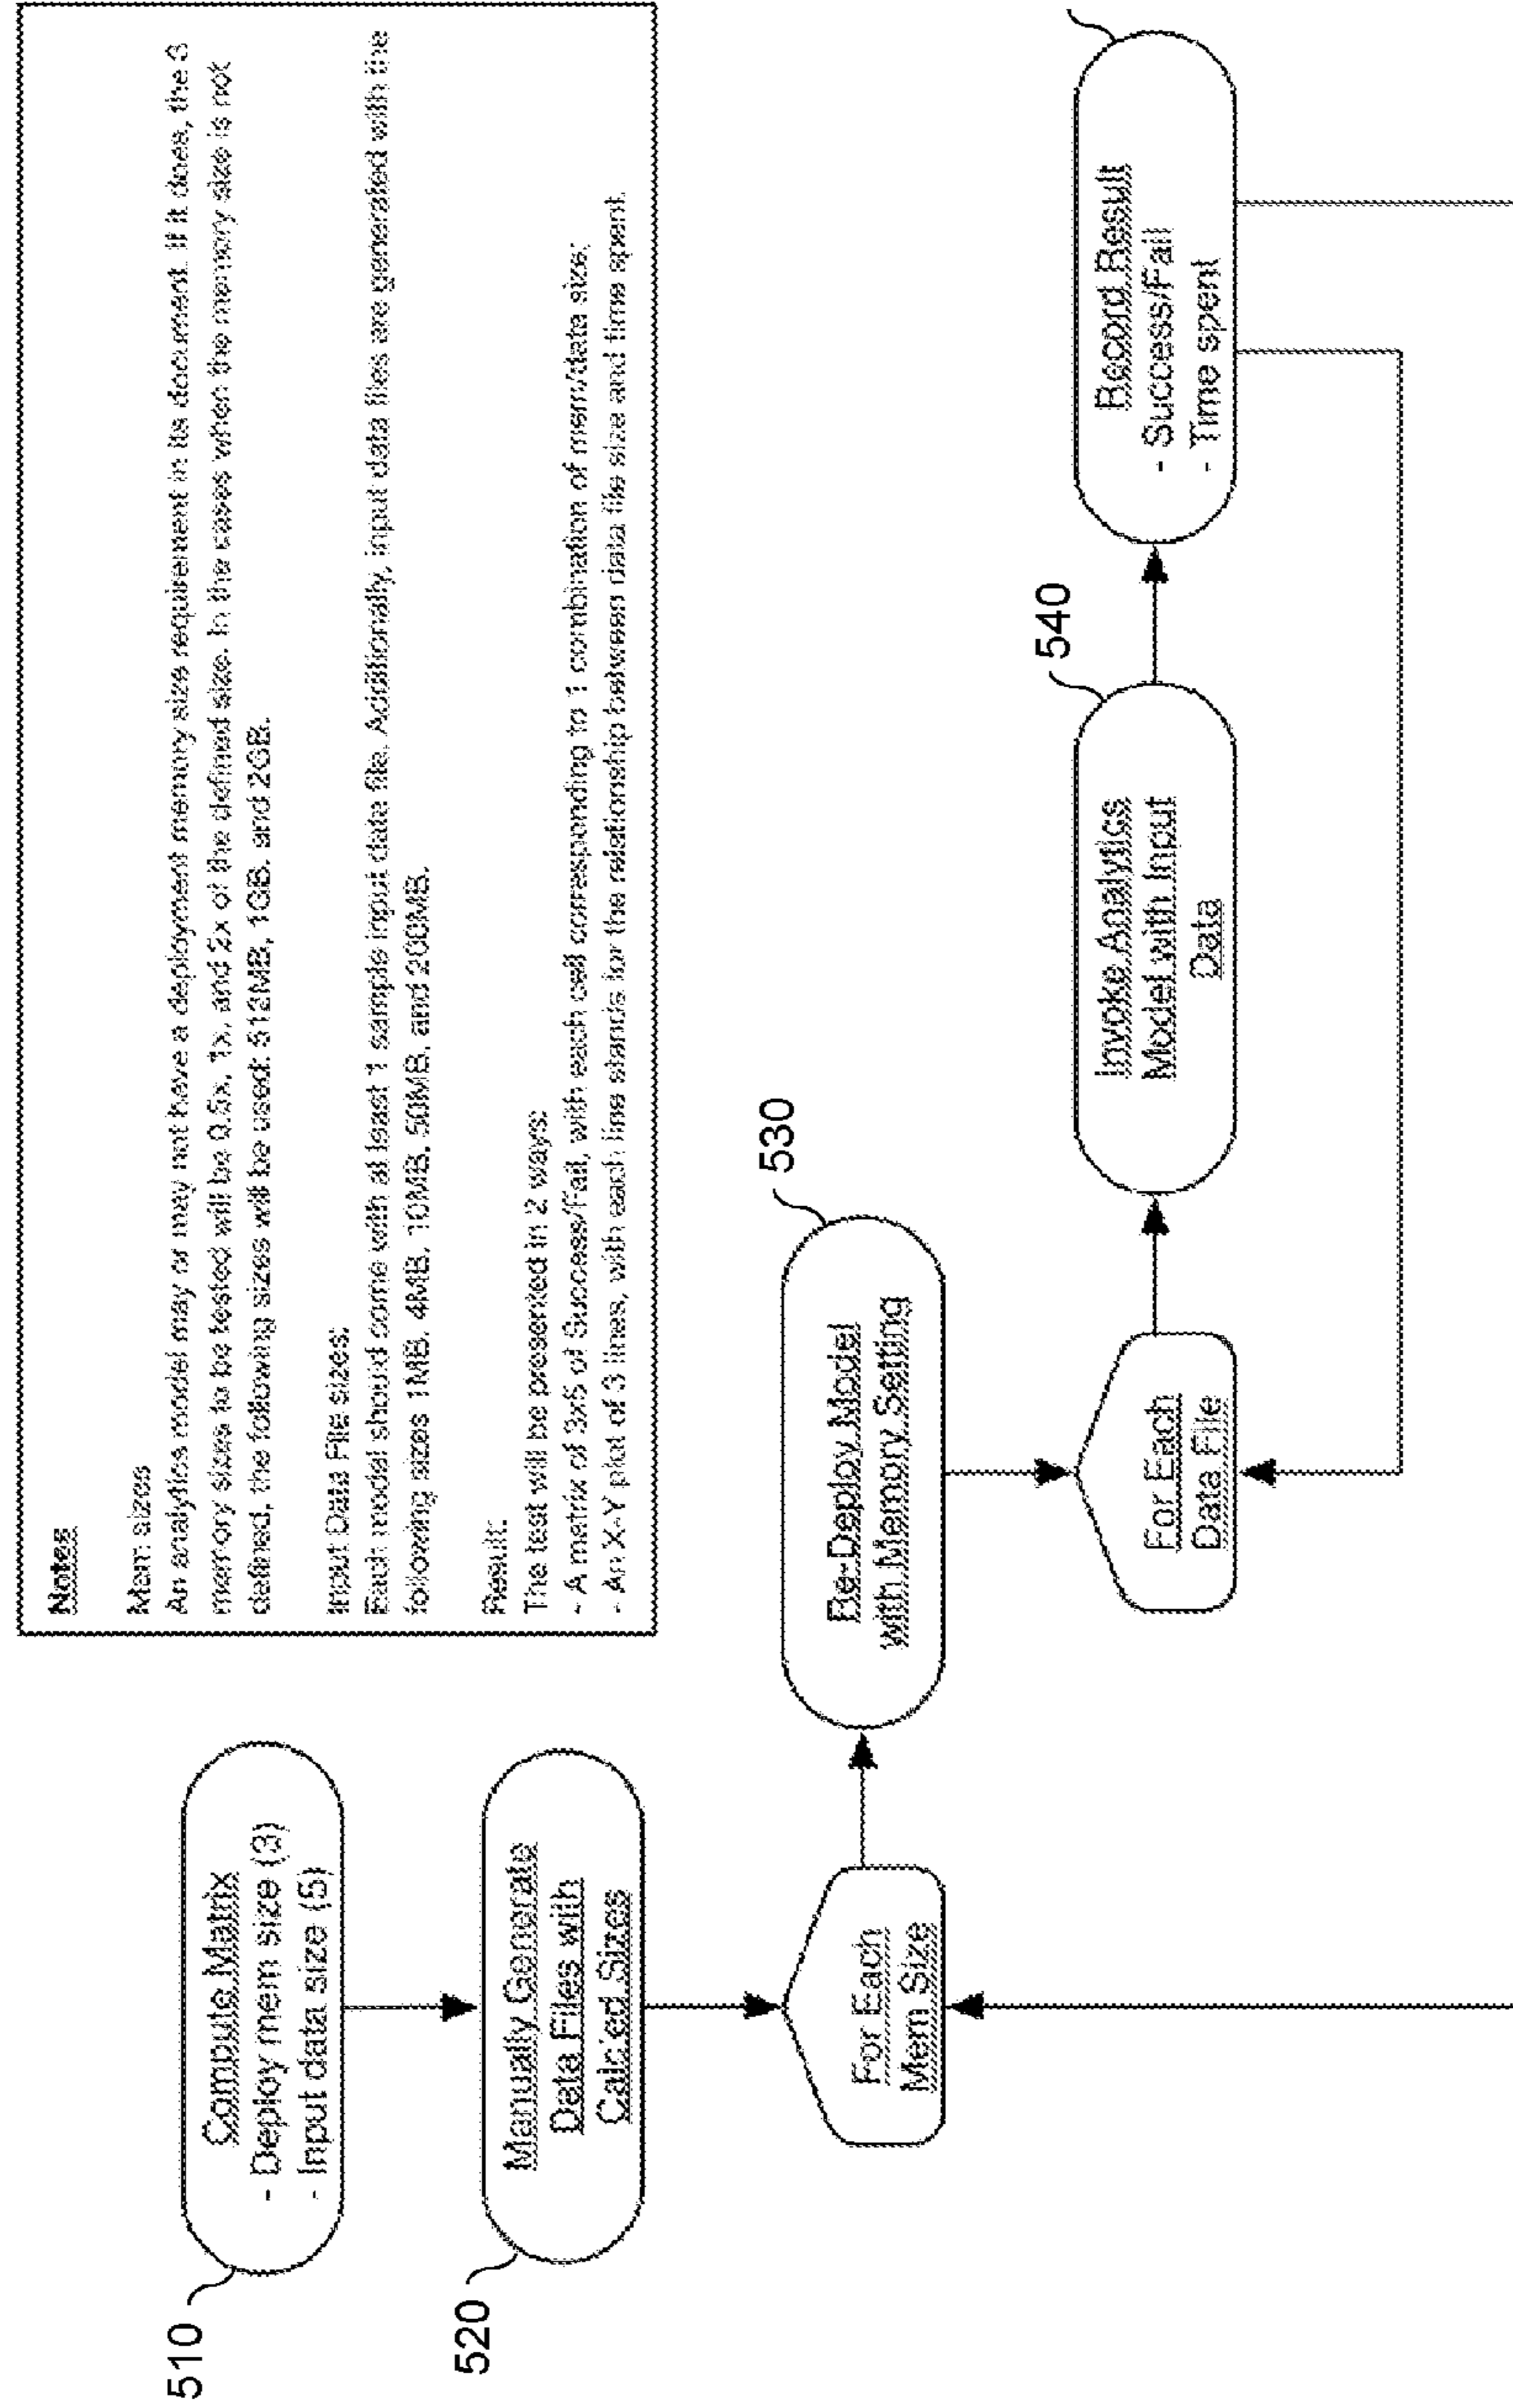 Notes
Mem sizes
An analytics model may or may not have a deployment memory size requirement in its document. If it does, the 3
memory sizes to be tested will be 0.5x, 1x, and 2x of the defined size. In the cases when the memory size is not
defined, the following sizes will be used: 512MB, 1GB, and 2GB.
Input Data File sizes:
Each model should come with at least 1 sample input data file. Additionally, input data files are generated with the
following sizes 1MB, 4MB, 10MB, 50MB, and 200MB.
Result:
The test will be presented in 2 ways:
- A matrix of 3x5 of Success/Fail, with each cell corresponding to 1 combination of mem/data size;
- An X-Y plot of 3 lines, with each line stands for the relationship between data file size and time spent.
510
Compute Matrix
- Deploy mem size (3)
- Input data size (5)
520
Manually Generate
Data Files with
Calc'ed Sizes
For Each
Mem Size
530
Re-Deploy Model
with Memory Setting
For Each
Data File
540
Invoke Analytics
Model with Input
Data
Record Result
- Success/Fail
- Time spent